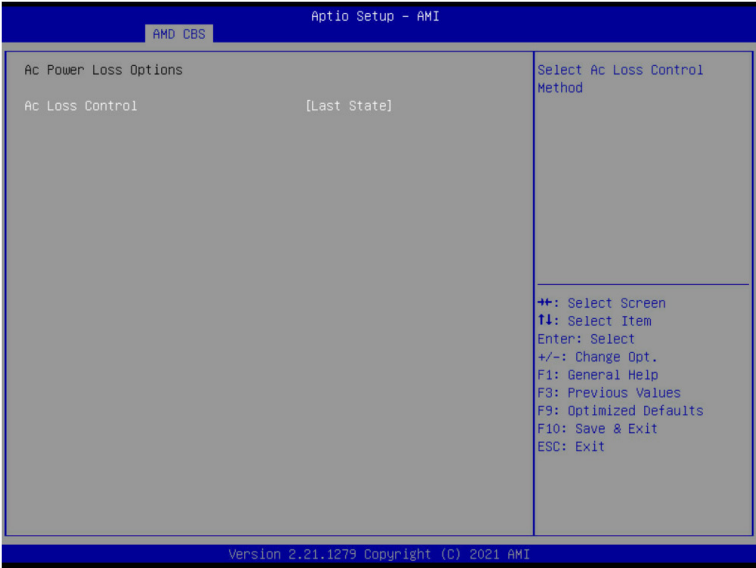 Aptio Setup – AMI
AMD CBS
Ac Power Loss Options
Ac Loss Control [Last State]
Select Ac Loss Control
Method
→←: Select Screen
↑↓: Select Item
Enter: Select
+/-: Change Opt.
F1: General Help
F3: Previous Values
F9: Optimized Defaults
F10: Save & Exit
ESC: Exit
Version 2.21.1279 Copyright (C) 2021 AMI